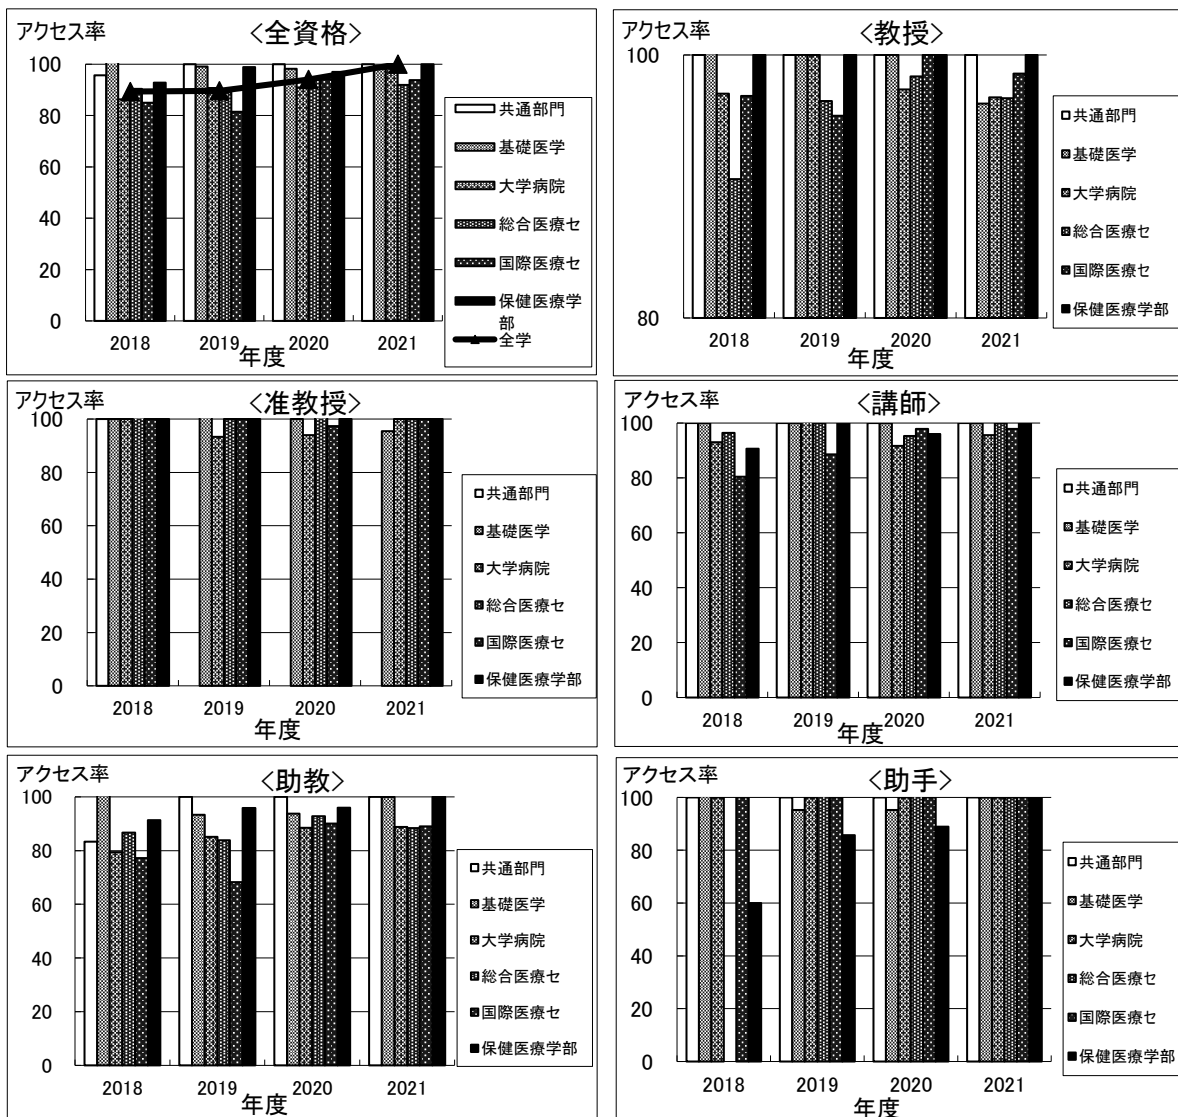 アクセス率
<全資格>
100
80
60
40
20
0
2018
2019
2020
2021
年度
共通部門
基礎医学
大学病院
総合医療セ
国際医療セ
保健医療学
部
全学
<教授>
100
80
2018
2019
2020
2021
年度
共通部門
基礎医学
大学病院
総合医療セ
国際医療セ
保健医療学部
アクセス率
<准教授>
100
80
60
40
20
0
2018
2019
2020
2021
年度
共通部門
基礎医学
大学病院
総合医療セ
国際医療セ
保健医療学部
アクセス率
<講師>
100
80
60
40
20
0
2018
2019
2020
2021
年度
共通部門
基礎医学
大学病院
総合医療セ
国際医療セ
保健医療学部
アクセス率
<助教>
100
80
60
40
20
0
2018
2019
2020
2021
年度
共通部門
基礎医学
大学病院
総合医療セ
国際医療セ
保健医療学部
アクセス率
<助手>
100
80
60
40
20
0
2018
2019
2020
2021
年度
共通部門
基礎医学
大学病院
総合医療セ
国際医療セ
保健医療学部